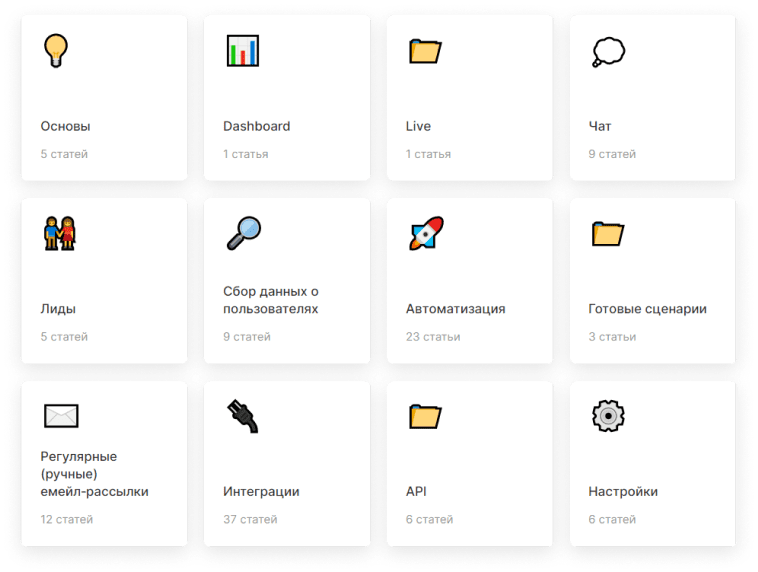 Основы
5 статей
Dashboard
1 статья
Live
1 статья
Чат
9 статей
Лиды
5 статей
Сбор данных о
пользователях
9 статей
Автоматизация
23 статьи
Готовые сценарии
3 статьи
Регулярные
(ручные)
емейл-рассылки
12 статей
Интеграции
37 статей
API
6 статей
Настройки
6 статей